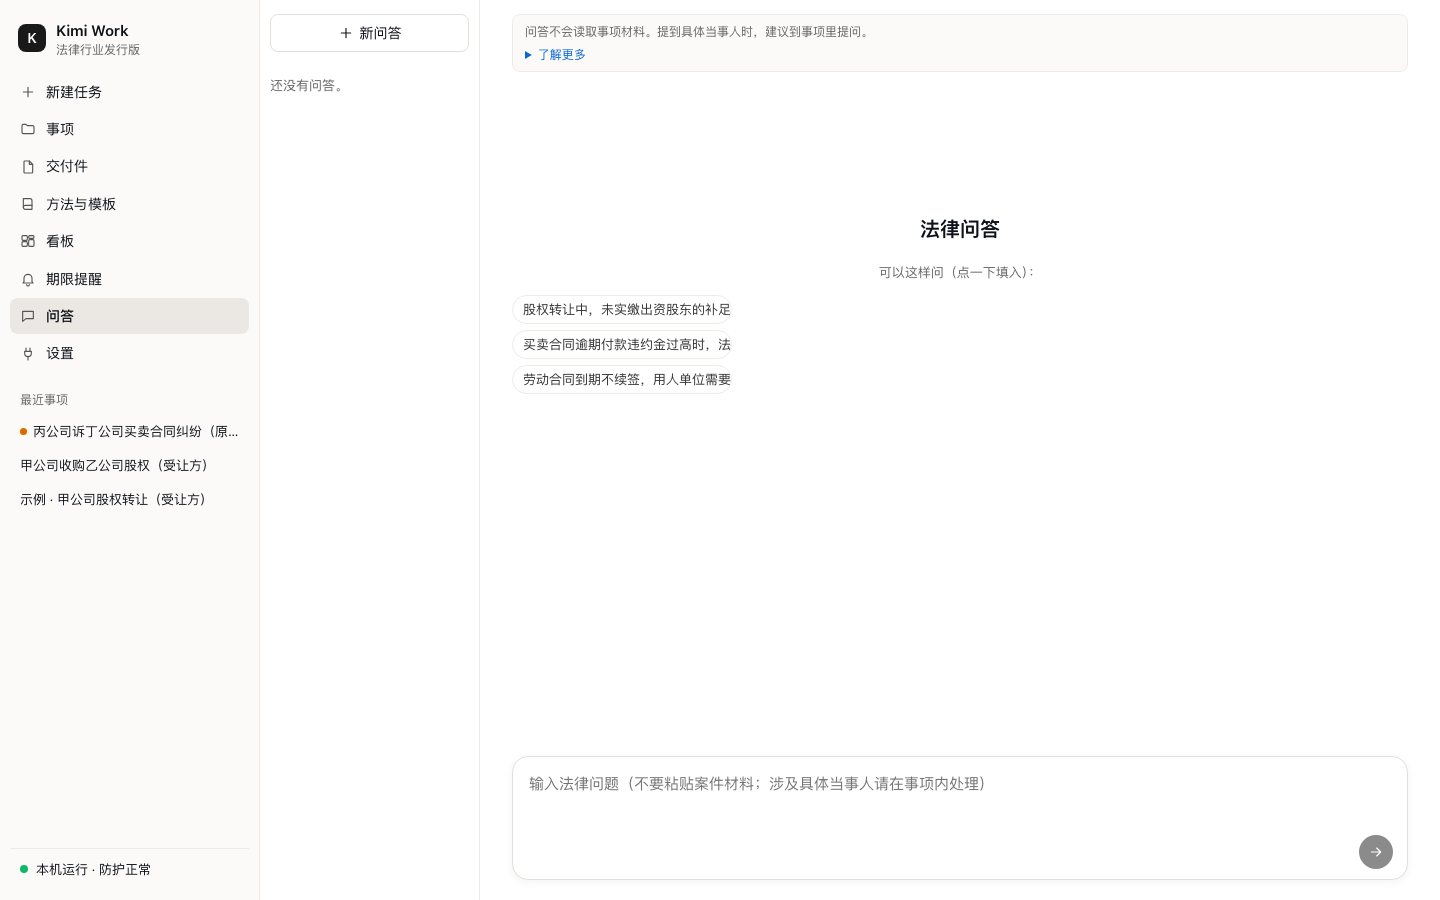 K
Kimi Work
法律行业发行版
新建任务
事项
交付件
方法与模板
看板
期限提醒
问答
设置
最近事项
丙公司诉丁公司买卖合同纠纷（原...
甲公司收购乙公司股权（受让方）
示例 · 甲公司股权转让（受让方）
本机运行 · 防护正常
新问答
还没有问答。
问答不会读取事项材料。提到具体当事人时，建议到事项里提问。
了解更多
法律问答
可以这样问（点一下填入）：
股权转让中，未实缴出资股东的补足
买卖合同逾期付款违约金过高时，法
劳动合同到期不续签，用人单位需要
输入法律问题（不要粘贴案件材料；涉及具体当事人请在事项内处理）